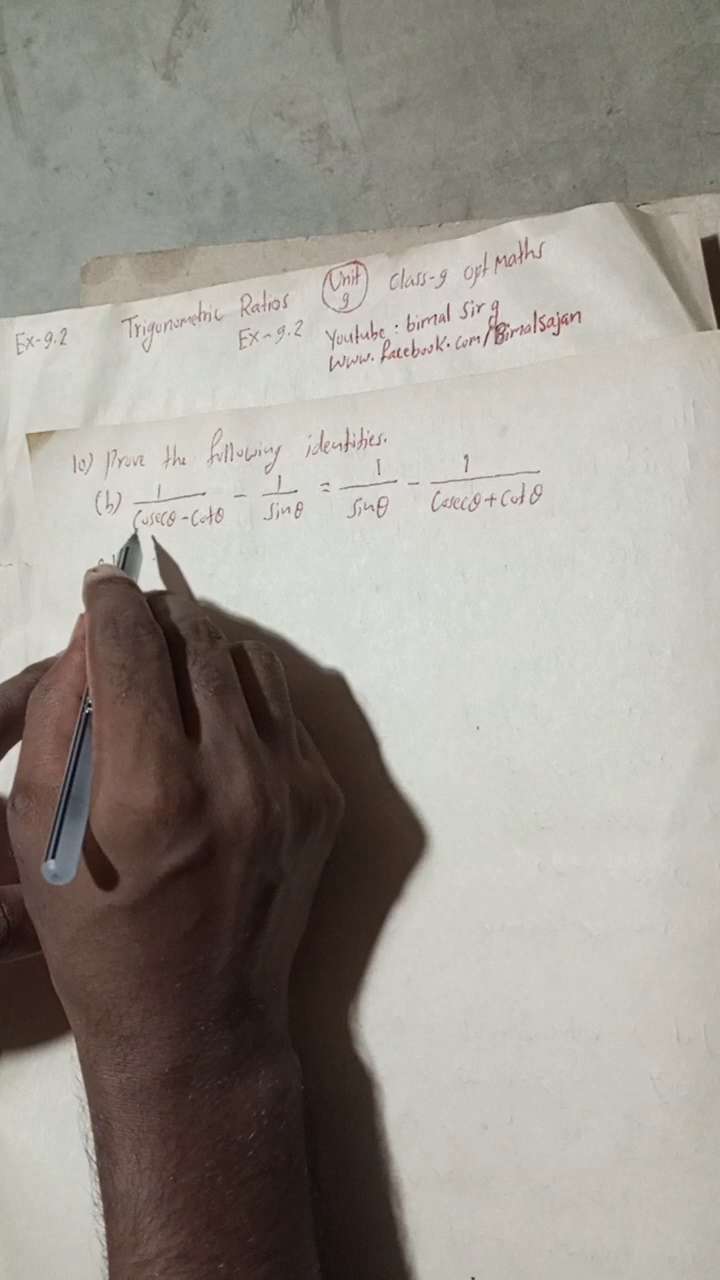 Ex-9.2 Trigonometric Ratios Unit 9 Class-9 Opt Maths
Ex-9.2 Youtube: bimal Sir g
www.facebook.com/Bimalsajan
10) Prove the following identities.
(b) 1/(Cosecθ - Cotθ) - 1/Sinθ = 1/Sinθ - 1/(Cosecθ + Cotθ)